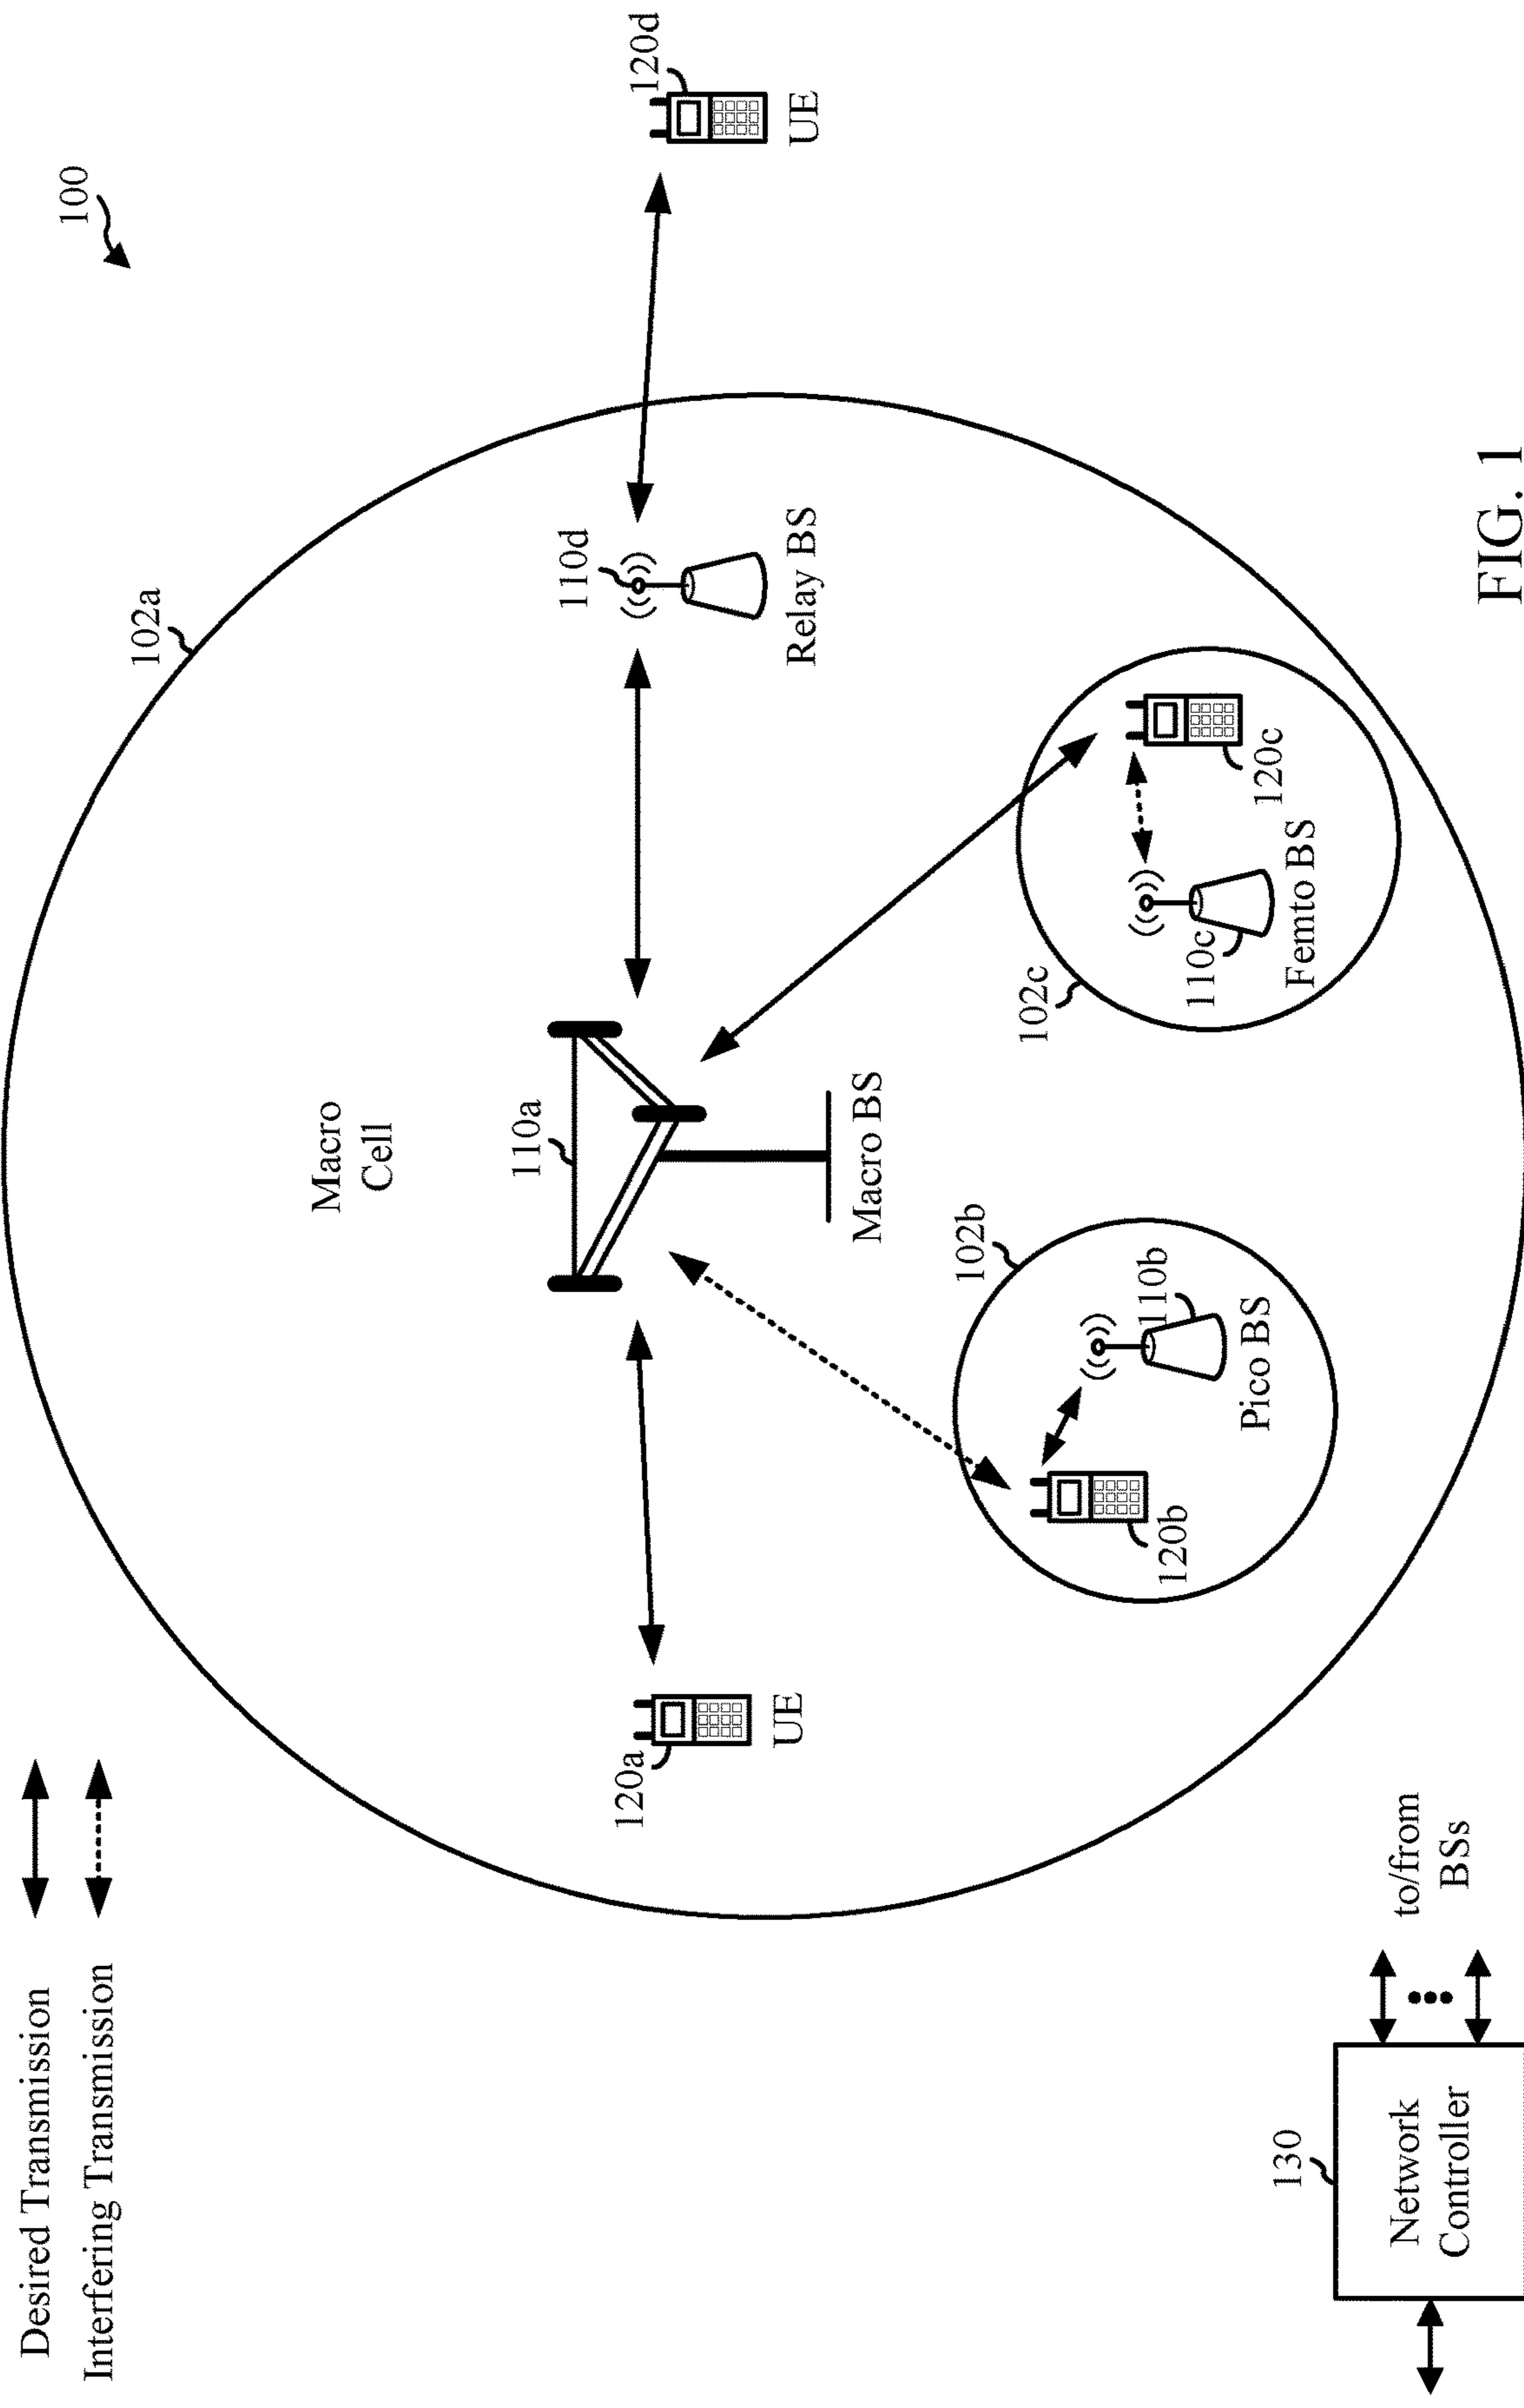 Desired Transmission
Interfering Transmission
100
102a
Macro
Cell
110a
Macro BS
120a
UE
110d
Relay BS
120d
UE
102b
110b
Pico BS
120b
102c
110c
Femto BS
120c
130
Network
Controller
to/from
BSs
FIG. 1